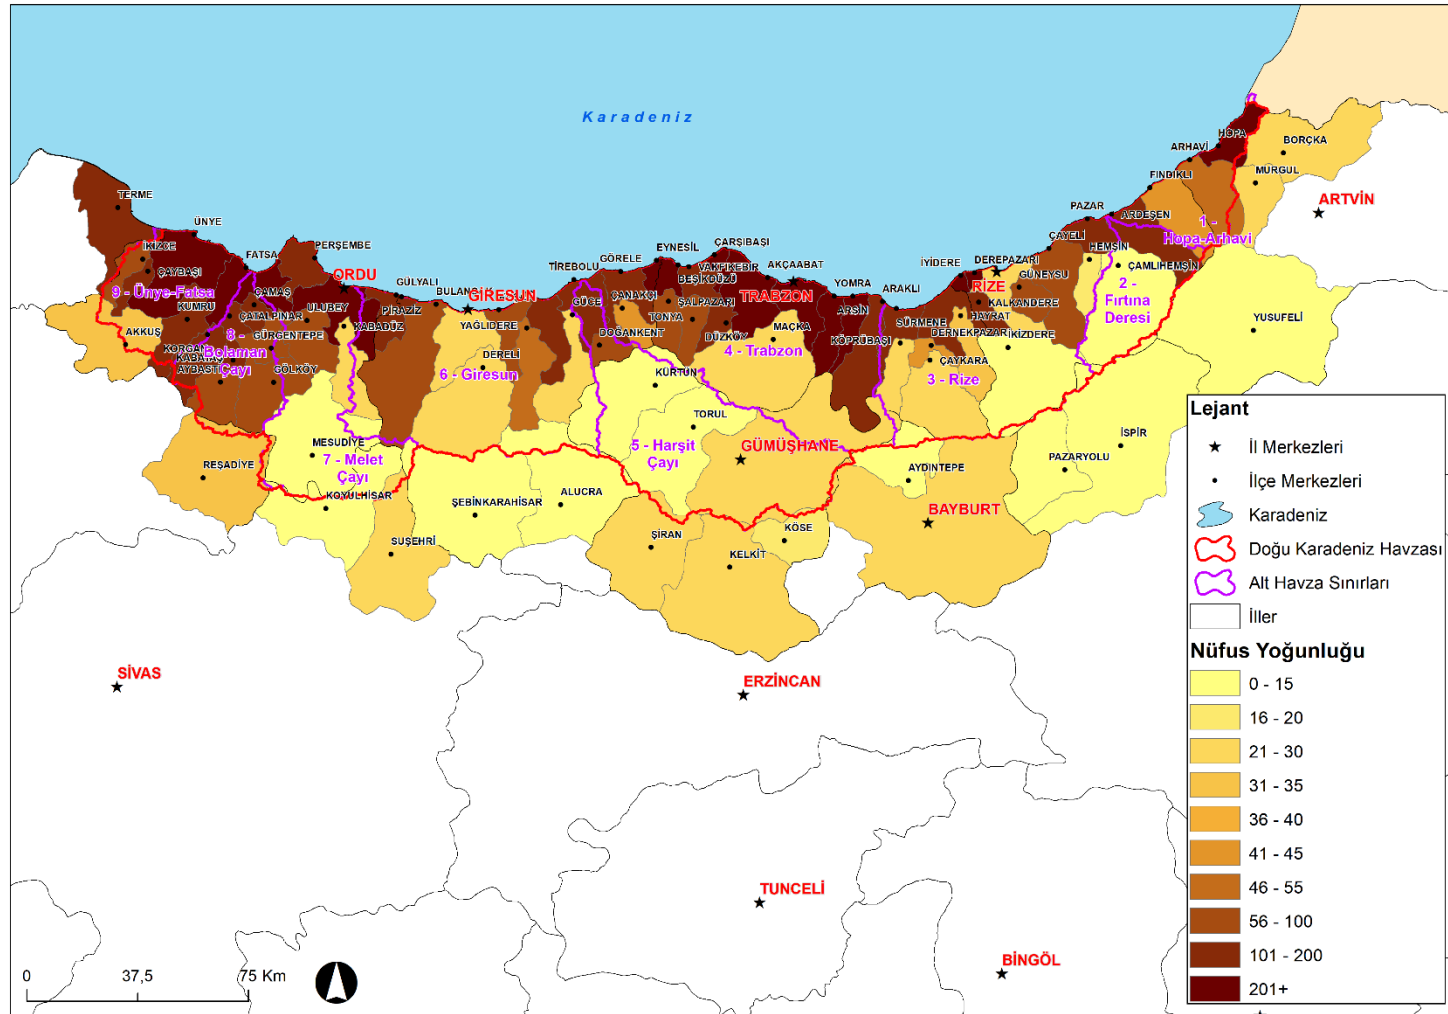 Karadeniz
HOPA
BORÇKA
ARHAVİ
MURGUL
FINDIKLI
ARTVİN
TERME
PAZAR
ARDEŞEN
1 -
Hopa-Arhavi
ÜNYE
ÇAYELİ
İKİZCE
FATSA
PERŞEMBE
EYNESİL
ÇARŞIBAŞI
HEMŞİN
ÇAYBAŞI
ORDU
TİREBOLU
GÖRELE
VAKFIKEBİR
AKÇAABAT
İYİDERE
DEREPAZARI
ÇAMLIHEMŞİN
9 - Ünye-Fatsa
ÇAMAŞ
GÜLYALI
BEŞİKDÜZÜ
RİZE
GÜNEYSU
2 -
Fırtına
Deresi
KUMRU
ULUBEY
PİRAZİZ
GİRESUN
GÜCE
ÇANAKÇI
ŞALPAZARI
TRABZON
YOMRA
ARAKLI
KALKANDERE
ÇATALPINAR
KABADÜZ
YAĞLIDERE
TONYA
ARSİN
SÜRMENE
HAYRAT
AKKUŞ
8 -
Bolaman
Çayı
GÜRGENTEPE
DOĞANKENT
DÜZKÖY
MAÇKA
KÖPRÜBAŞI
DERNEKPAZARI
İKİZDERE
YUSUFELİ
AYBASTI
GÖLKÖY
DERELİ
6 - Giresun
4 - Trabzon
ÇAYKARA
3 - Rize
KÜRTÜN
TORUL
MESUDİYE
7 - Melet
Çayı
5 - Harşit
Çayı
GÜMÜŞHANE
İSPİR
PAZARYOLU
REŞADİYE
AYDINTEPE
KOYULHİSAR
ŞEBİNKARAHİSAR
ALUCRA
BAYBURT
SUŞEHRİ
ŞİRAN
KÖSE
KELKİT
SİVAS
ERZİNCAN
TUNCELİ
BİNGÖL
0
37,5
75 Km
Lejant
İl Merkezleri
İlçe Merkezleri
Karadeniz
Doğu Karadeniz Havzası
Alt Havza Sınırları
İller
Nüfus Yoğunluğu
0 - 15
16 - 20
21 - 30
31 - 35
36 - 40
41 - 45
46 - 55
56 - 100
101 - 200
201+